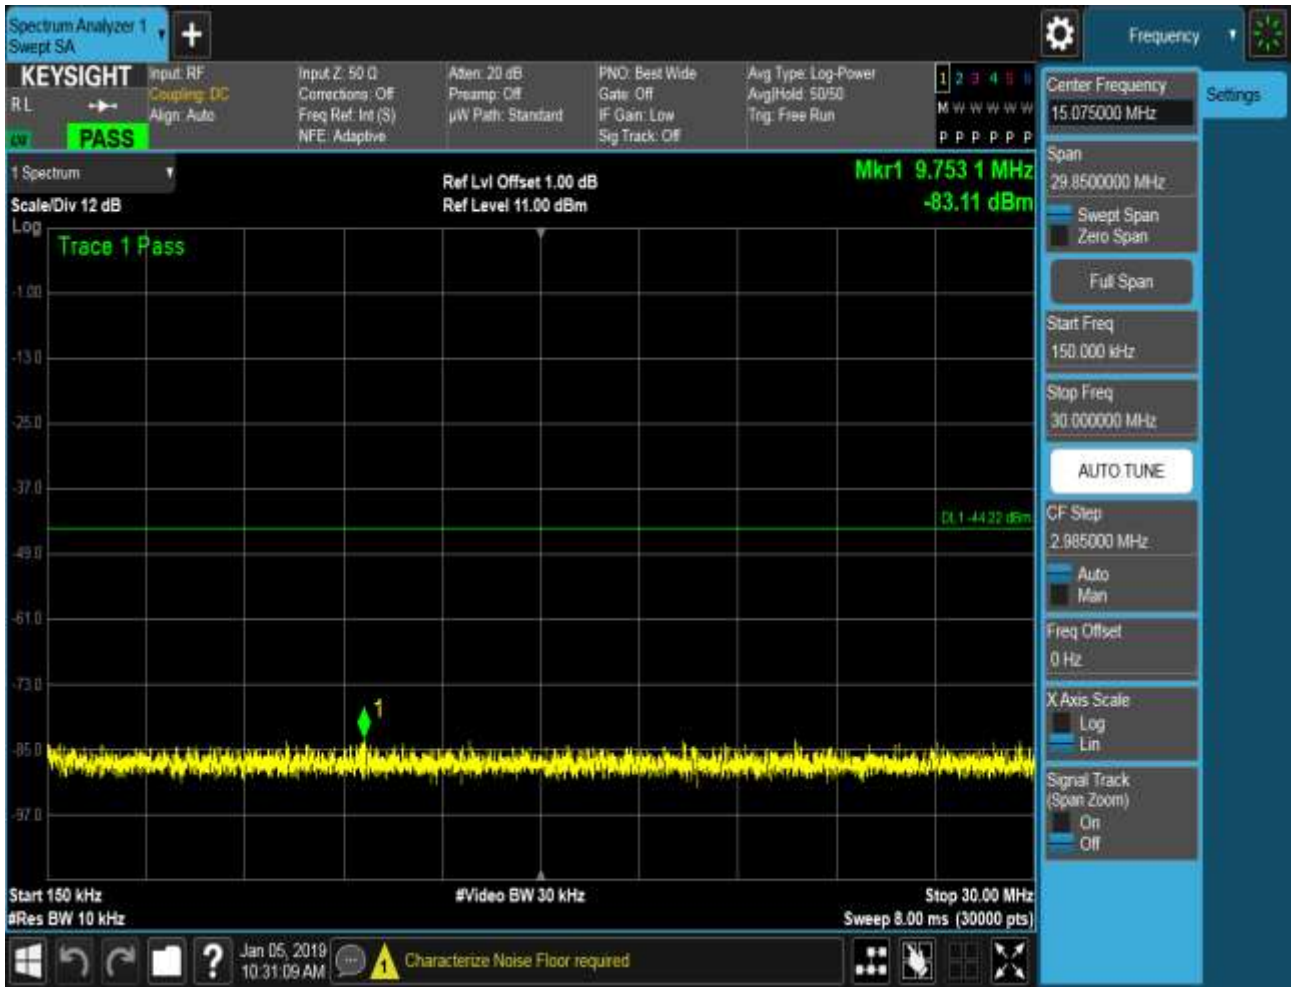 Spectrum Analyzer 1
Swept SA
+
Frequency
KEYSIGHT
R L
PASS
Input: RF
Coupling: DC
Align: Auto
Input Z: 50 Ω
Corrections: Off
Freq Ref: Int (S)
NFE: Adaptive
Atten: 20 dB
Preamp: Off
µW Path: Standard
PNO: Best Wide
Gate: Off
IF Gain: Low
Sig Track: Off
Avg Type: Log-Power
Avg|Hold: 50/50
Trig: Free Run
1 2 3 4 5 6
M W W W W W
P P P P P P
1 Spectrum
Scale/Div 12 dB
Log
Ref Lvl Offset 1.00 dB
Ref Level 11.00 dBm
Mkr1 9.753 1 MHz
-83.11 dBm
Trace 1 Pass
-1.00
-13.0
-25.0
-37.0
DL1 -44.22 dBm
-49.0
-61.0
-73.0
1
-85.0
-97.0
Start 150 kHz
#Res BW 10 kHz
#Video BW 30 kHz
Stop 30.00 MHz
Sweep 8.00 ms (30000 pts)
Center Frequency
15.075000 MHz
Settings
Span
29.8500000 MHz
Swept Span
Zero Span
Full Span
Start Freq
150.000 kHz
Stop Freq
30.000000 MHz
AUTO TUNE
CF Step
2.985000 MHz
Auto
Man
Freq Offset
0 Hz
X Axis Scale
Log
Lin
Signal Track
(Span Zoom)
On
Off
?
Jan 05, 2019
10:31:09 AM
1
Characterize Noise Floor required